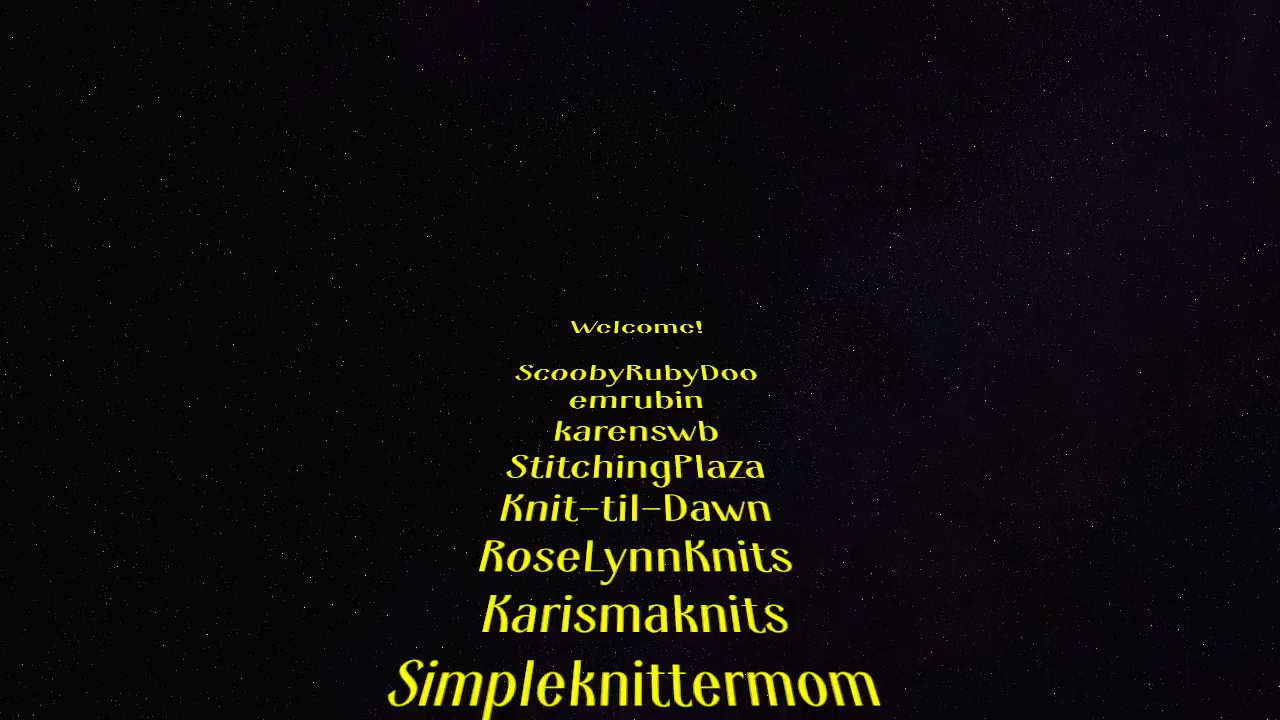 Welcome!
ScoobyRubyDoo
emrubin
karenswb
StitchingPlaza
Knit-til-Dawn
RoseLynnKnits
Karismaknits
Simpleknittermom